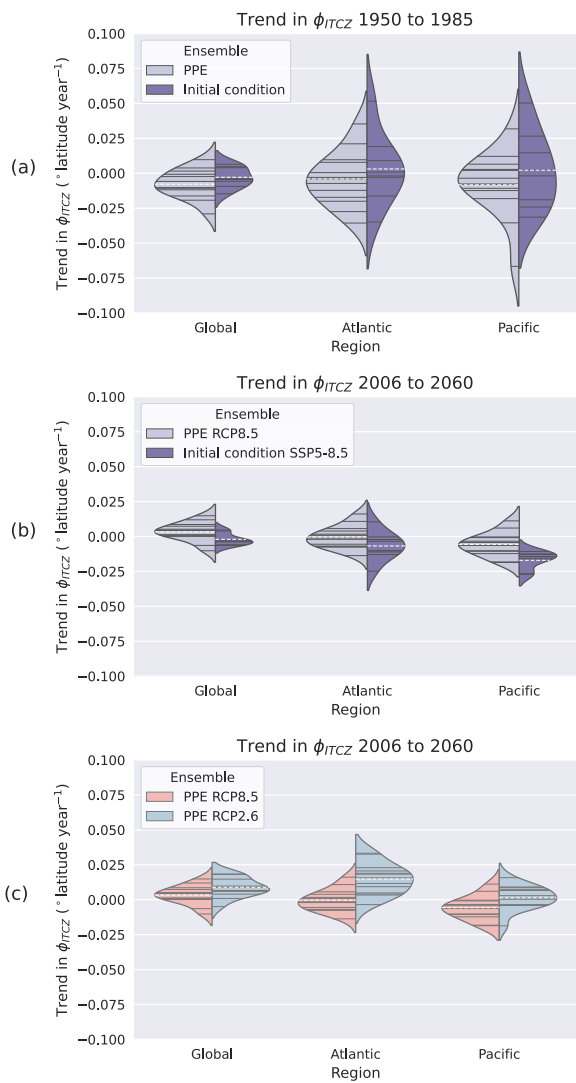 Trend in ϕITCZ 1950 to 1985
(a)
Trend in ϕITCZ (°latitude year−1)
0.100
0.075
0.050
0.025
0.000
−0.025
−0.050
−0.075
−0.100
Ensemble
PPE
Initial condition
Global Atlantic Pacific
Region
Trend in ϕITCZ 2006 to 2060
(b)
Trend in ϕITCZ (°latitude year−1)
0.100
0.075
0.050
0.025
0.000
−0.025
−0.050
−0.075
−0.100
Ensemble
PPE RCP8.5
Initial condition SSP5-8.5
Global Atlantic Pacific
Region
Trend in ϕITCZ 2006 to 2060
(c)
Trend in ϕITCZ (°latitude year−1)
0.100
0.075
0.050
0.025
0.000
−0.025
−0.050
−0.075
−0.100
Ensemble
PPE RCP8.5
PPE RCP2.6
Global Atlantic Pacific
Region